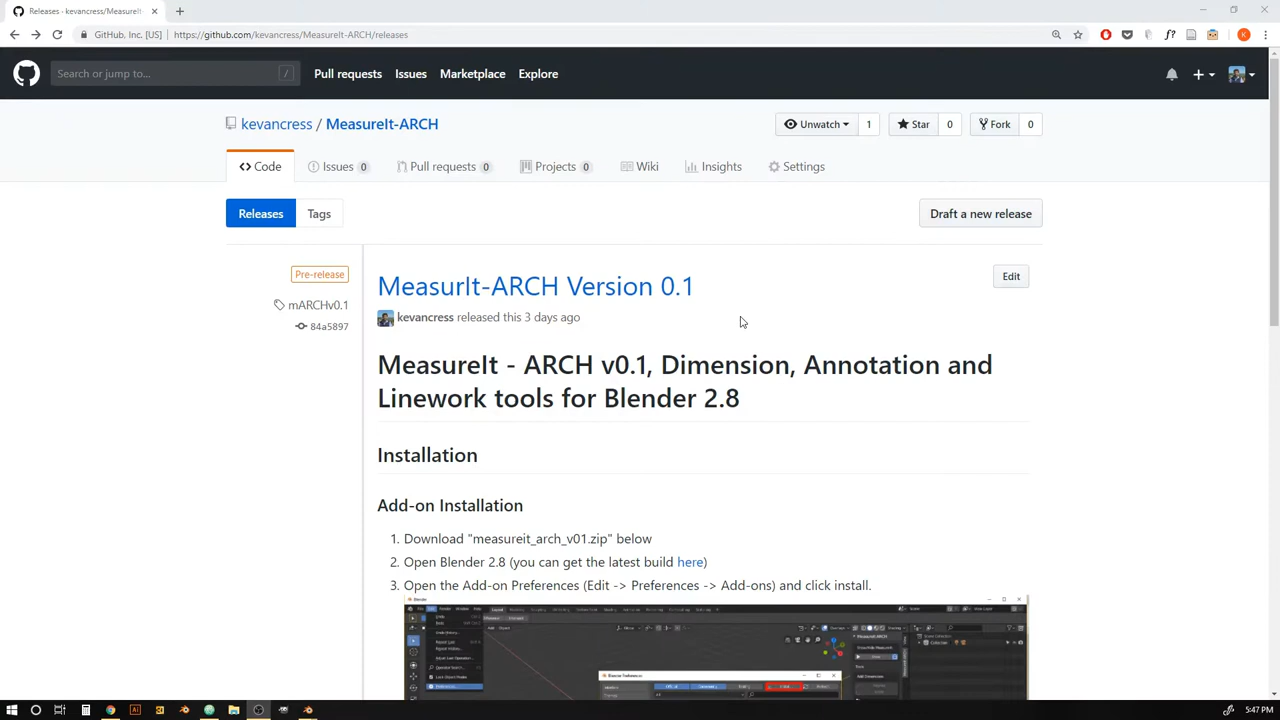 Releases · kevancress/MeasureIt
GitHub, Inc. [US]
https://github.com/kevancress/MeasureIt-ARCH/releases
Search or jump to...
/
Pull requests
Issues
Marketplace
Explore
kevancress / MeasureIt-ARCH
Unwatch
1
Star
0
Fork
0
Code
Issues 0
Pull requests 0
Projects 0
Wiki
Insights
Settings
Releases
Tags
Draft a new release
Pre-release
mARCHv0.1
84a5897
MeasurIt-ARCH Version 0.1
Edit
kevancress released this 3 days ago
MeasureIt - ARCH v0.1, Dimension, Annotation and
Linework tools for Blender 2.8
Installation
Add-on Installation
1. Download "measureit_arch_v01.zip" below
2. Open Blender 2.8 (you can get the latest build here)
3. Open the Add-on Preferences (Edit -> Preferences -> Add-ons) and click install.
Blender
5:47 PM